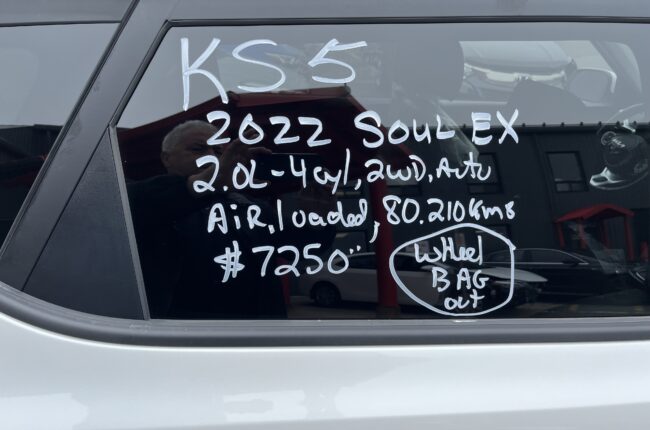 KS5
2022 SOUL EX
2.0L-4cyl, 2WD, Auto
AiR, loaded, 80.210Kms
$7250"
WHeel
BAG
out